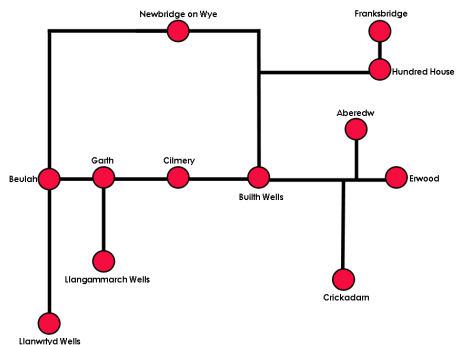 Newbridge on Wye
Franksbridge
Hundred House
Aberedw
Garth
Cilmery
Beulah
Erwood
Builth Wells
Llangammarch Wells
Crickadarn
Llanwrtyd Wells